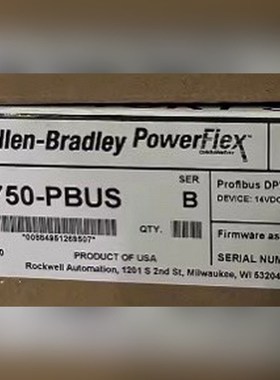 llen-Bradley PowerFlex
750-PBUS
SER
B
Profibus DP
DEVICE: 14VDC
QTY.
*00884951268507*
Firmware as
PRODUCT OF USA
Rockwell Automation, 1201 S 2nd St, Milwaukee, WI 53204
SERIAL NUM